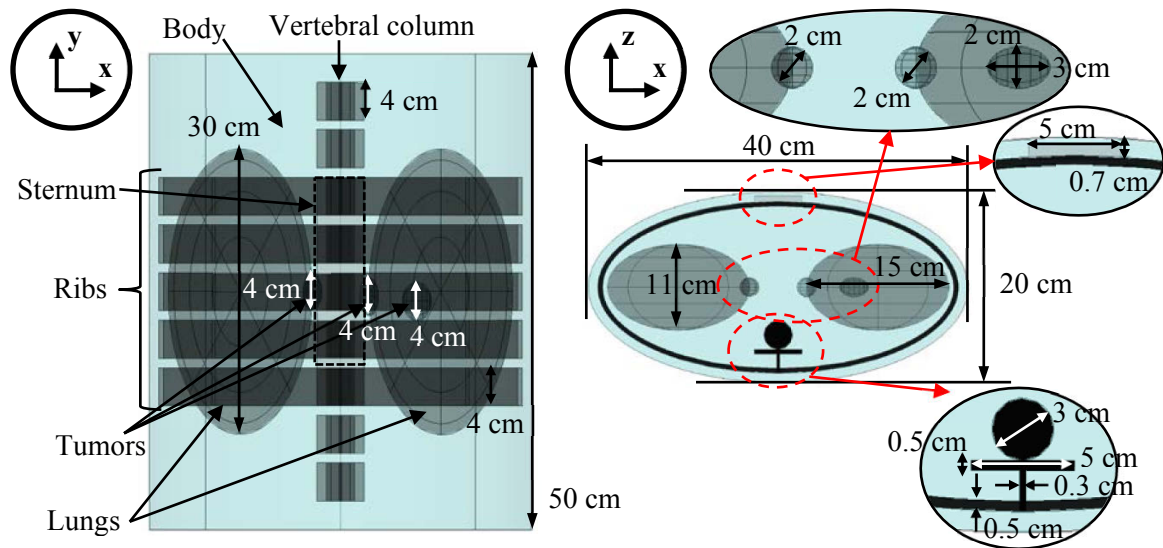 y
x
Body
Vertebral column
4 cm
30 cm
Sternum
Ribs
4 cm
4 cm
4 cm
4 cm
Tumors
Lungs
50 cm
z
x
2 cm
2 cm
3 cm
2 cm
5 cm
0.7 cm
40 cm
15 cm
11 cm
20 cm
3 cm
0.5 cm
5 cm
0.3 cm
0.5 cm